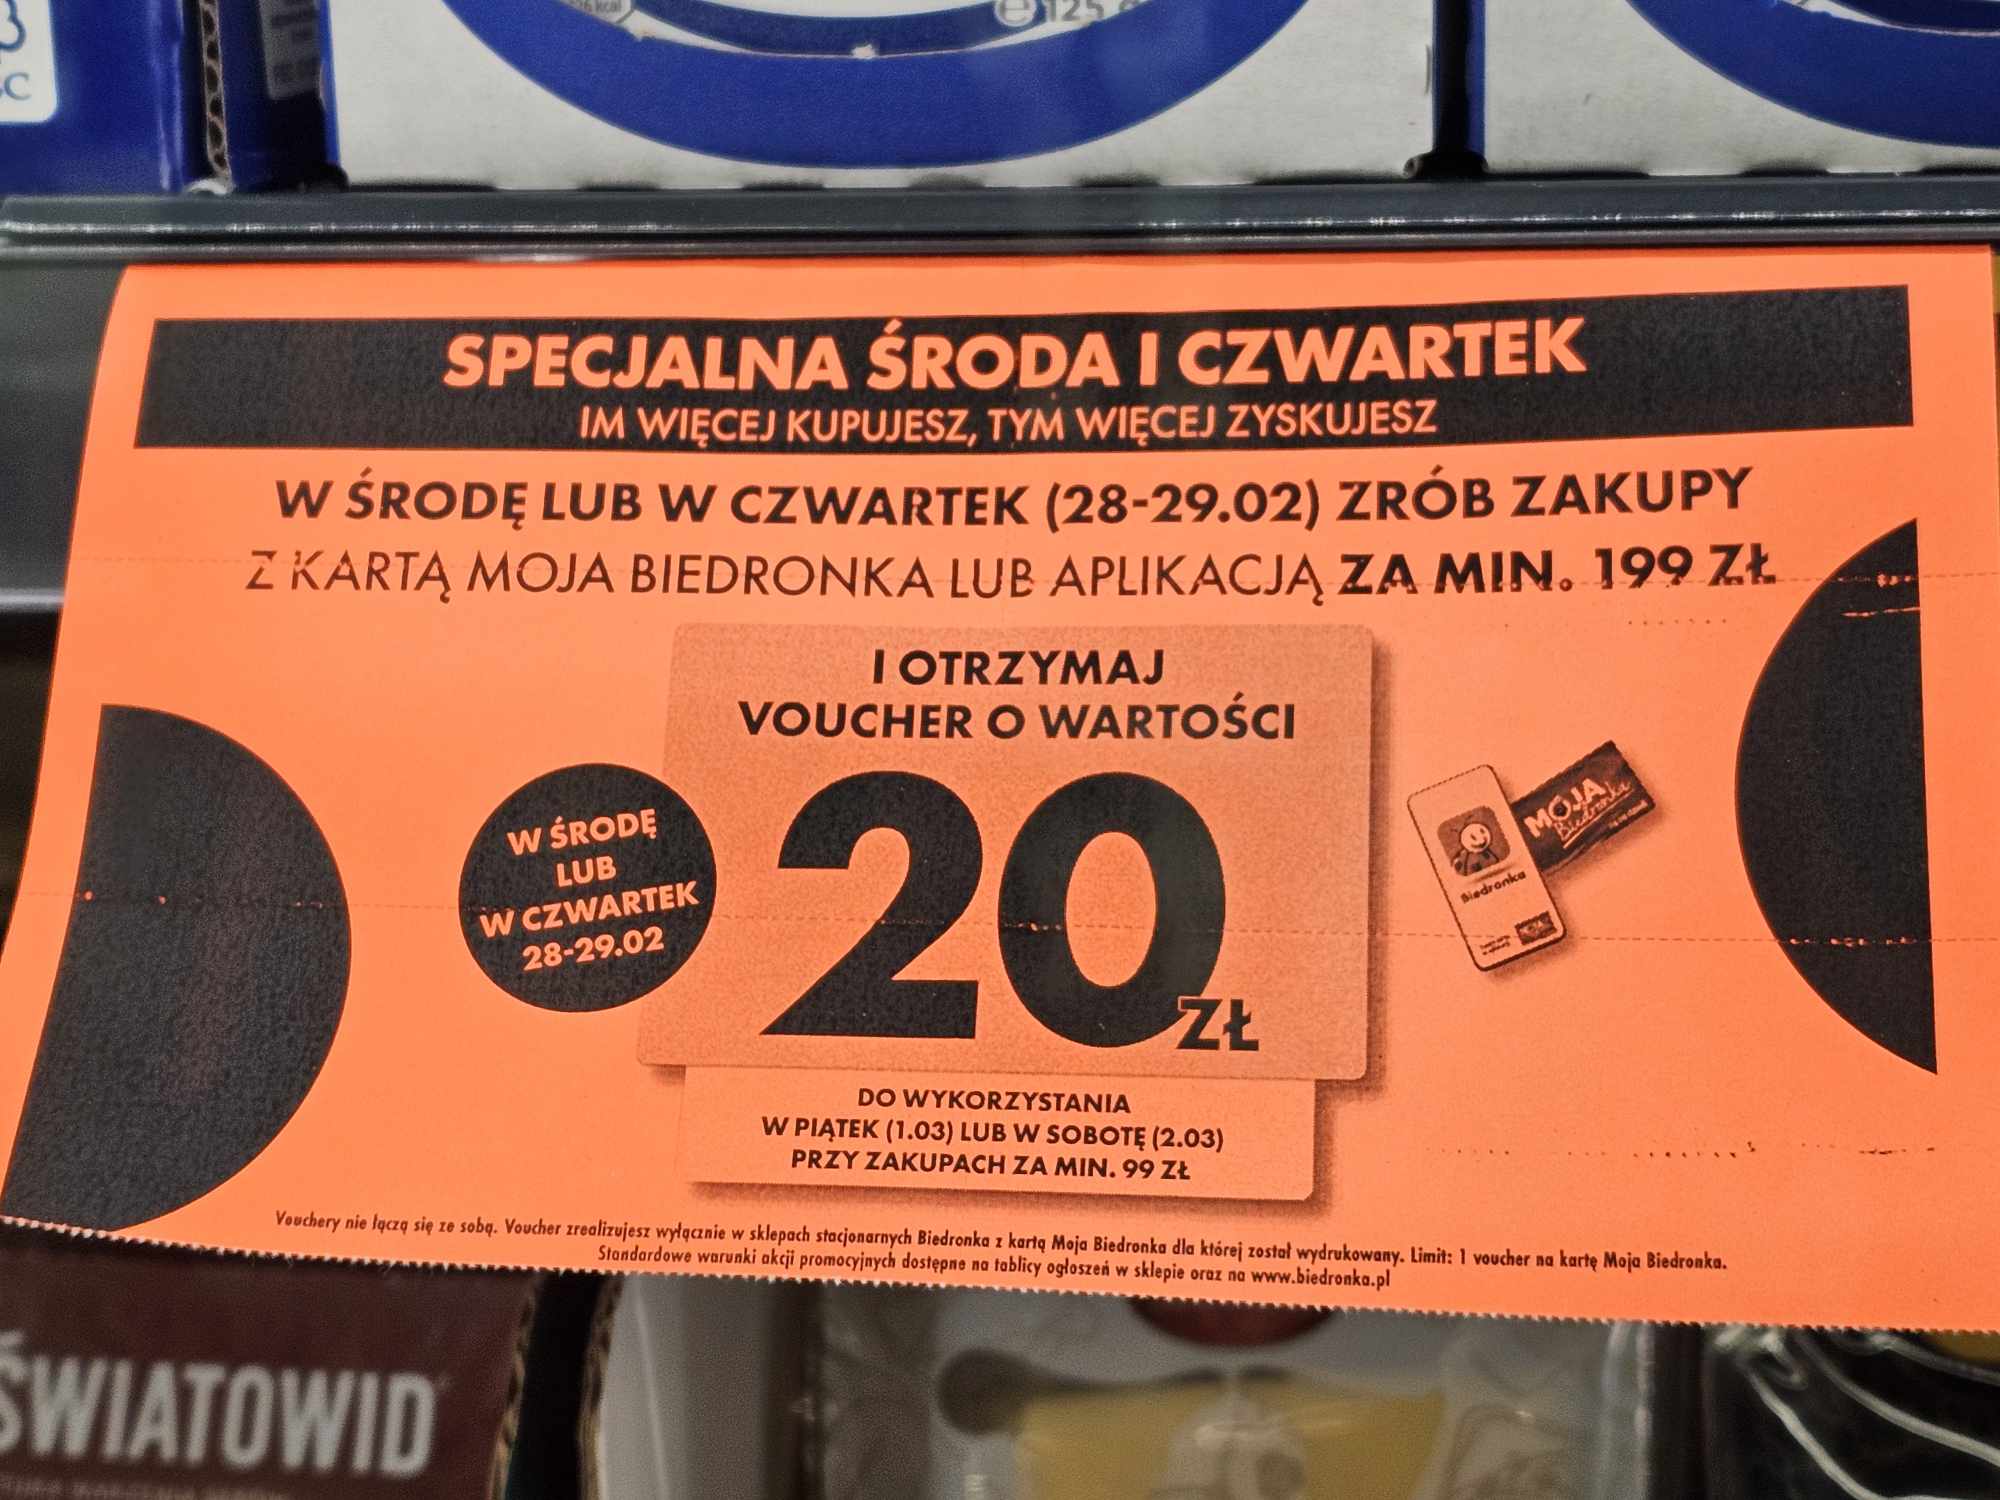 125 g
SPECJALNA ŚRODA I CZWARTEK
IM WIĘCEJ KUPUJESZ, TYM WIĘCEJ ZYSKUJESZ
W ŚRODĘ LUB W CZWARTEK (28-29.02) ZRÓB ZAKUPY
Z KARTĄ MOJA BIEDRONKA LUB APLIKACJĄ ZA MIN. 199 ZŁ
I OTRZYMAJ
VOUCHER O WARTOŚCI
20 ZŁ
W ŚRODĘ
LUB
W CZWARTEK
28-29.02
MOJA
Biedronka
Biedronka
DO WYKORZYSTANIA
W PIĄTEK (1.03) LUB W SOBOTĘ (2.03)
PRZY ZAKUPACH ZA MIN. 99 ZŁ
Vouchery nie łączą się ze sobą. Voucher zrealizujesz wyłącznie w sklepach stacjonarnych Biedronka z kartą Moja Biedronka dla której został wydrukowany. Limit: 1 voucher na kartę Moja Biedronka.
Standardowe warunki akcji promocyjnych dostępne na tablicy ogłoszeń w sklepie oraz na www.biedronka.pl
ŚWIATOWID